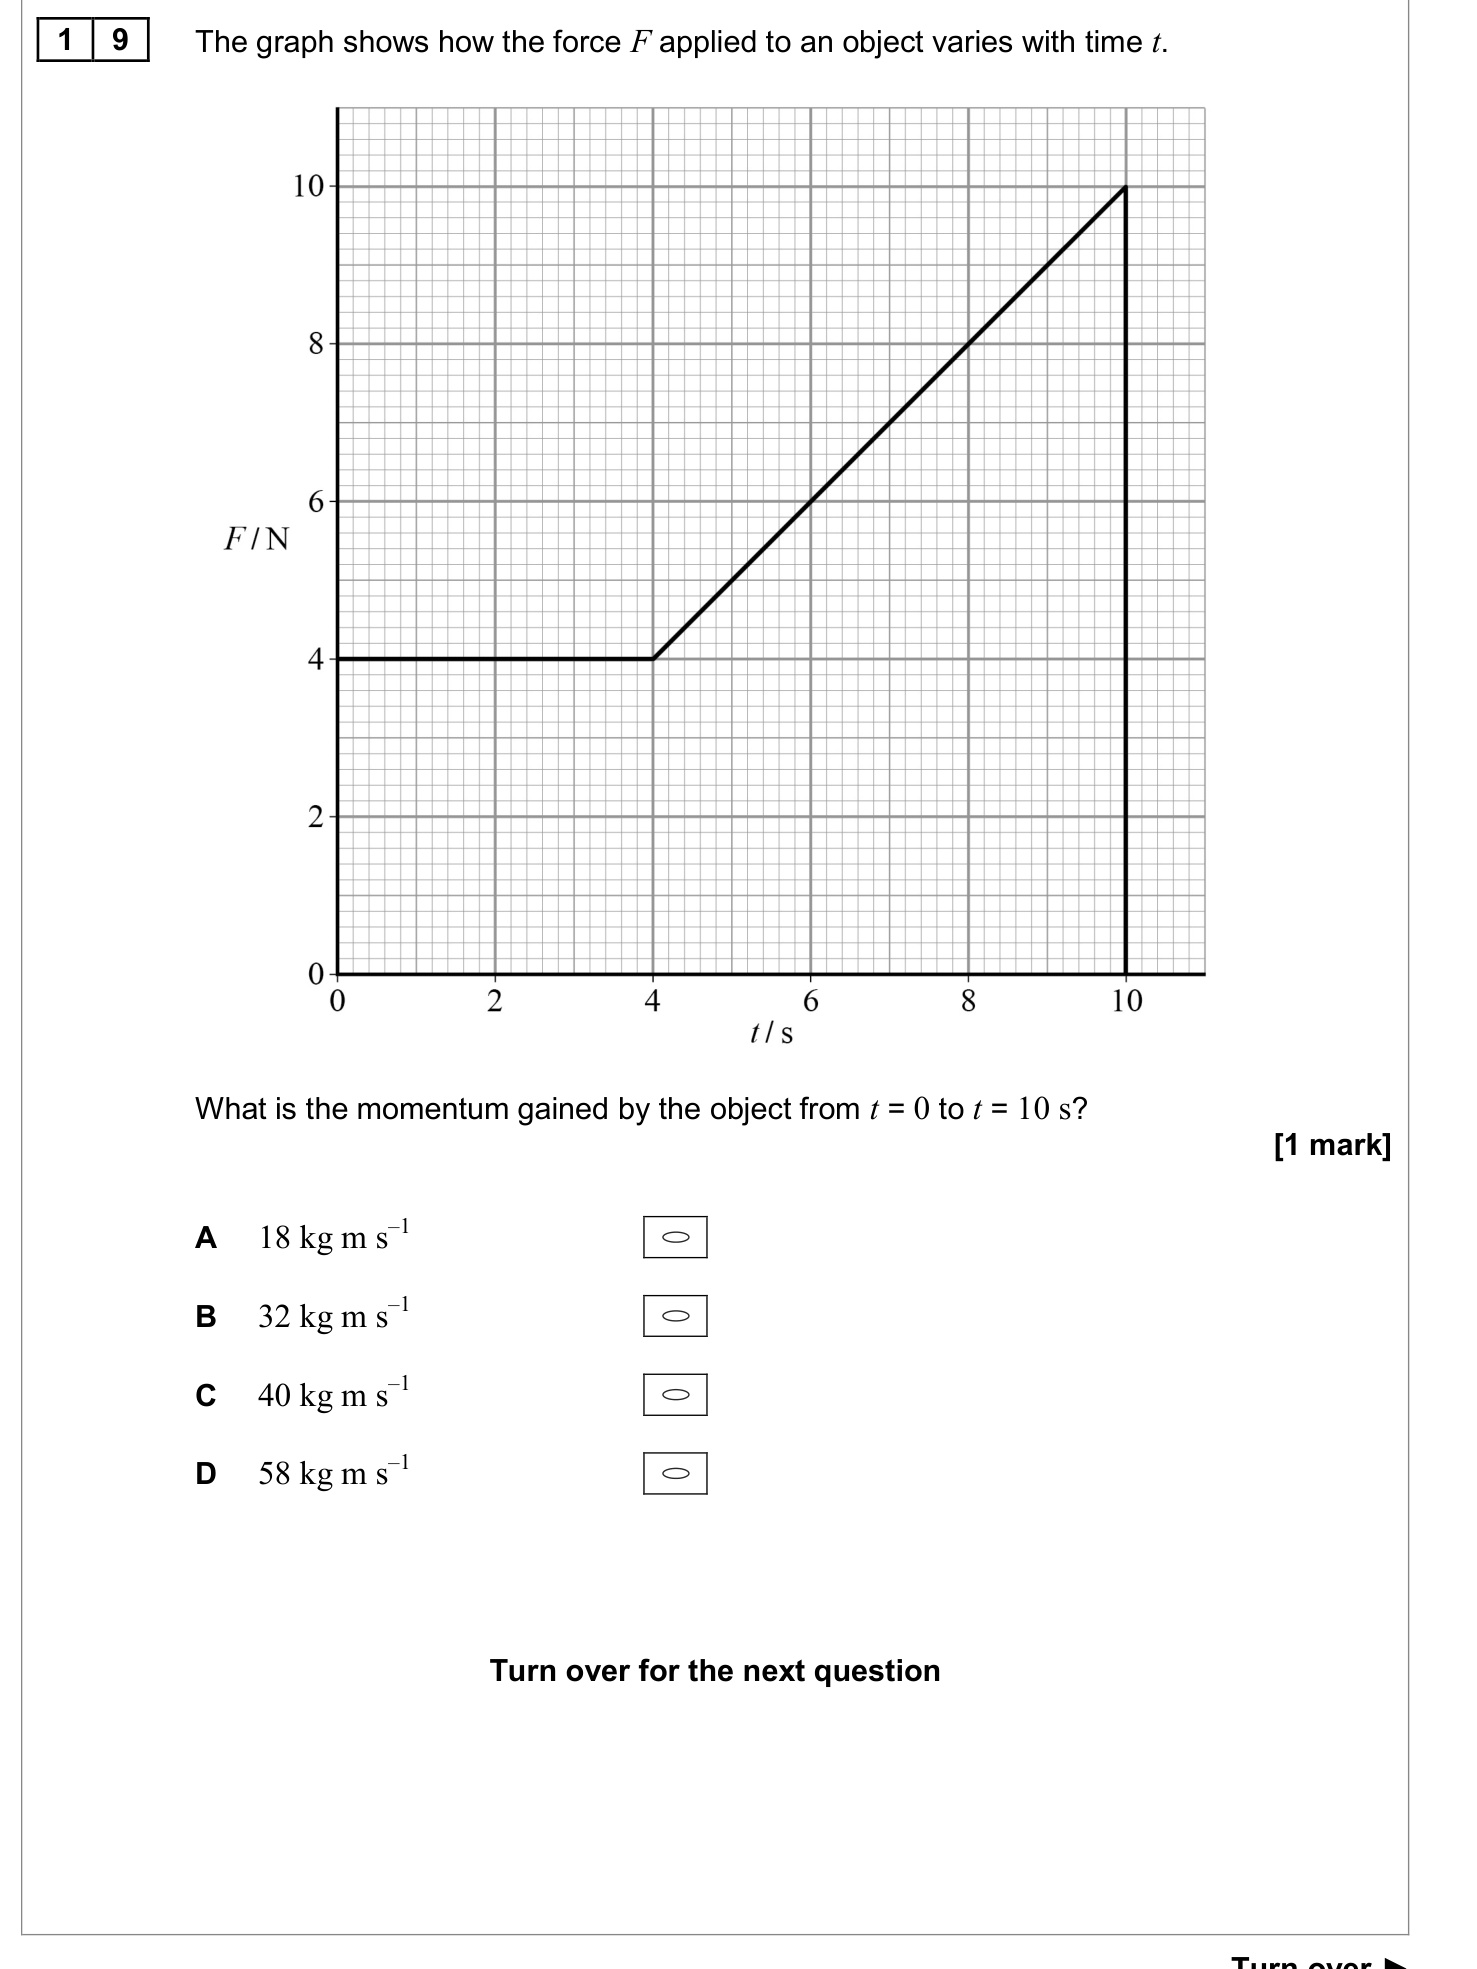 1 9 The graph shows how the force F applied to an object varies with time t.
10
8
6
F / N
4
2
0
0 2 4 6 8 10
t / s
What is the momentum gained by the object from t = 0 to t = 10 s?
[1 mark]
A 18 kg m s⁻¹
B 32 kg m s⁻¹
C 40 kg m s⁻¹
D 58 kg m s⁻¹
Turn over for the next question
Turn over ►